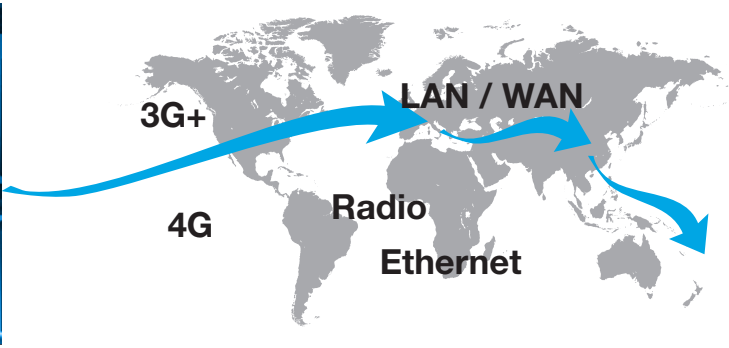 LAN / WAN
3G+
Radio
4G
Ethernet